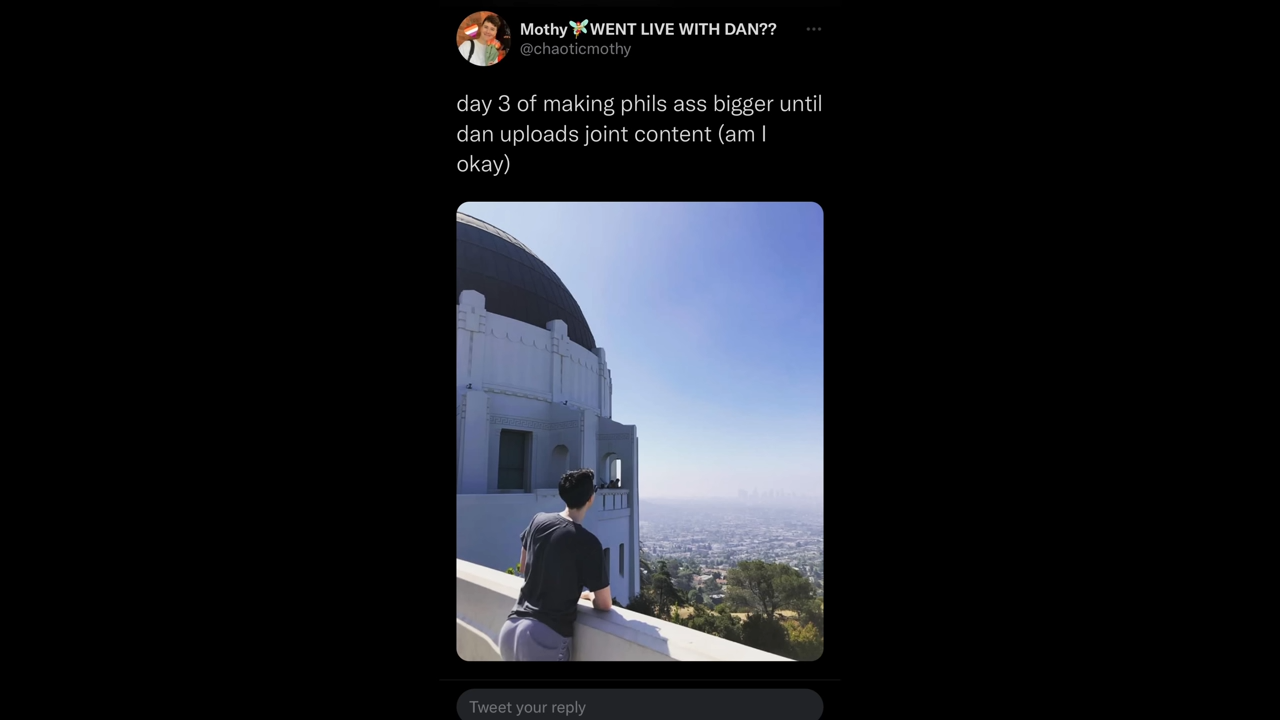 Mothy🧚WENT LIVE WITH DAN??
@chaoticmothy
day 3 of making phils ass bigger until
dan uploads joint content (am I
okay)
Tweet your reply